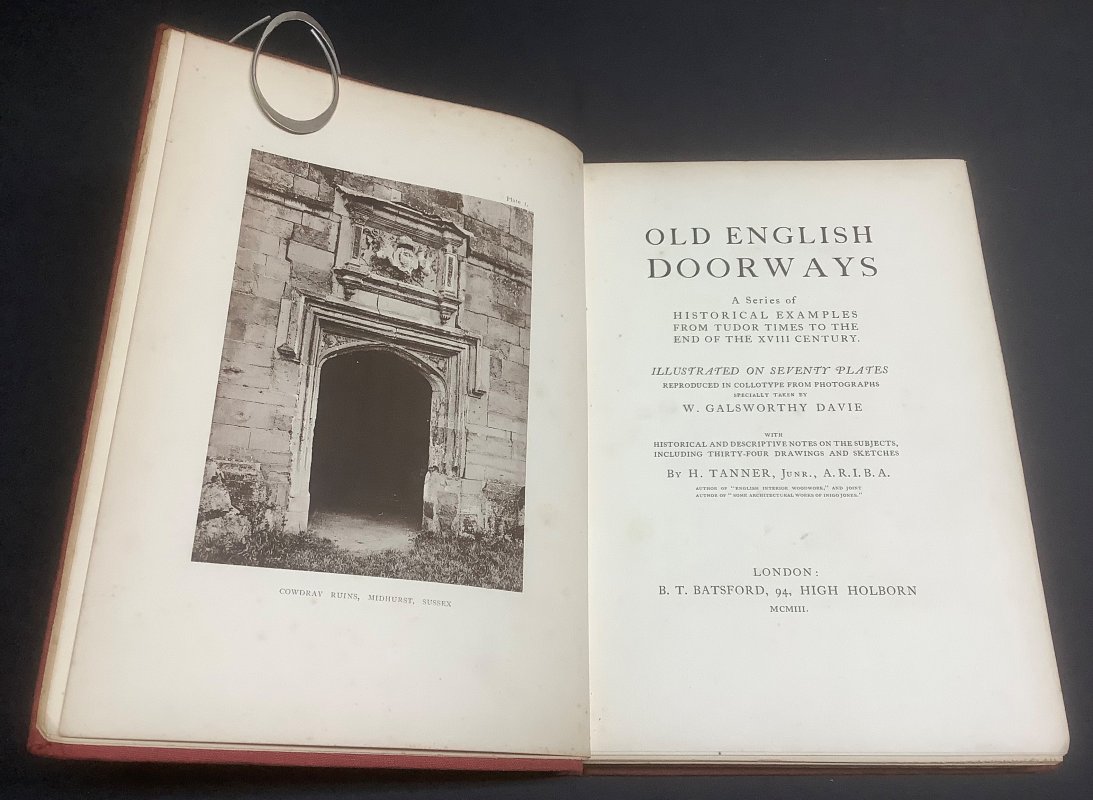 Plate I.
COWDRAY RUINS, MIDHURST, SUSSEX
OLD ENGLISH
DOORWAYS
A Series of
HISTORICAL EXAMPLES
FROM TUDOR TIMES TO THE
END OF THE XVIII CENTURY.
ILLUSTRATED ON SEVENTY PLATES
REPRODUCED IN COLLOTYPE FROM PHOTOGRAPHS
SPECIALLY TAKEN BY
W. GALSWORTHY DAVIE
WITH
HISTORICAL AND DESCRIPTIVE NOTES ON THE SUBJECTS,
INCLUDING THIRTY-FOUR DRAWINGS AND SKETCHES
BY H. TANNER, JUNR., A.R.I.B.A.
AUTHOR OF "ENGLISH INTERIOR WOODWORK," AND JOINT
AUTHOR OF "SOME ARCHITECTURAL WORKS OF INIGO JONES."
LONDON:
B. T. BATSFORD, 94, HIGH HOLBORN
MCMIII.